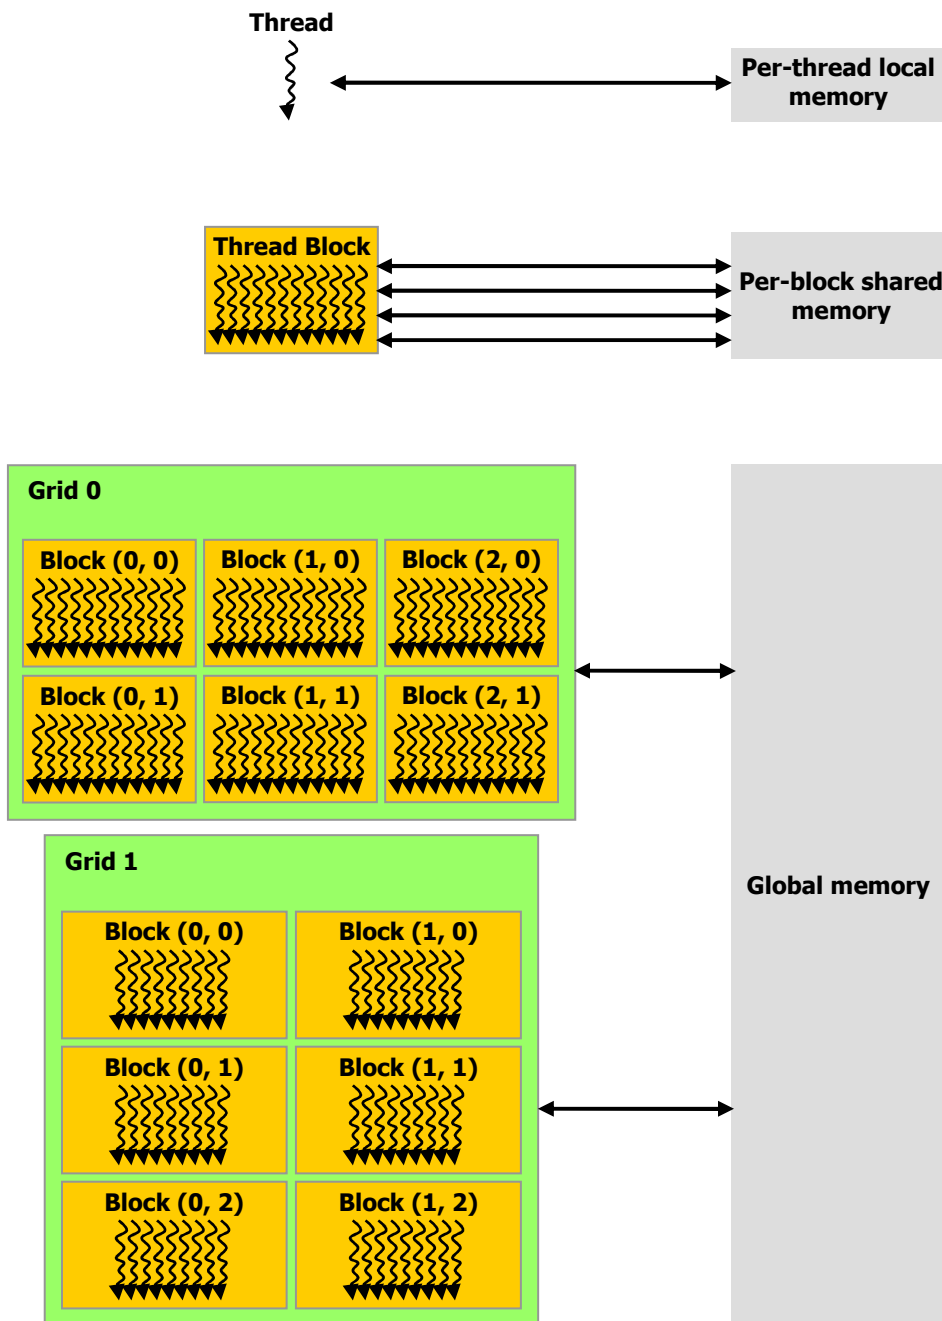 Thread
Per-thread local
memory
Thread Block
Per-block shared
memory
Grid 0
Block (0, 0) Block (1, 0) Block (2, 0)
Block (0, 1) Block (1, 1) Block (2, 1)
Global memory
Grid 1
Block (0, 0) Block (1, 0)
Block (0, 1) Block (1, 1)
Block (0, 2) Block (1, 2)